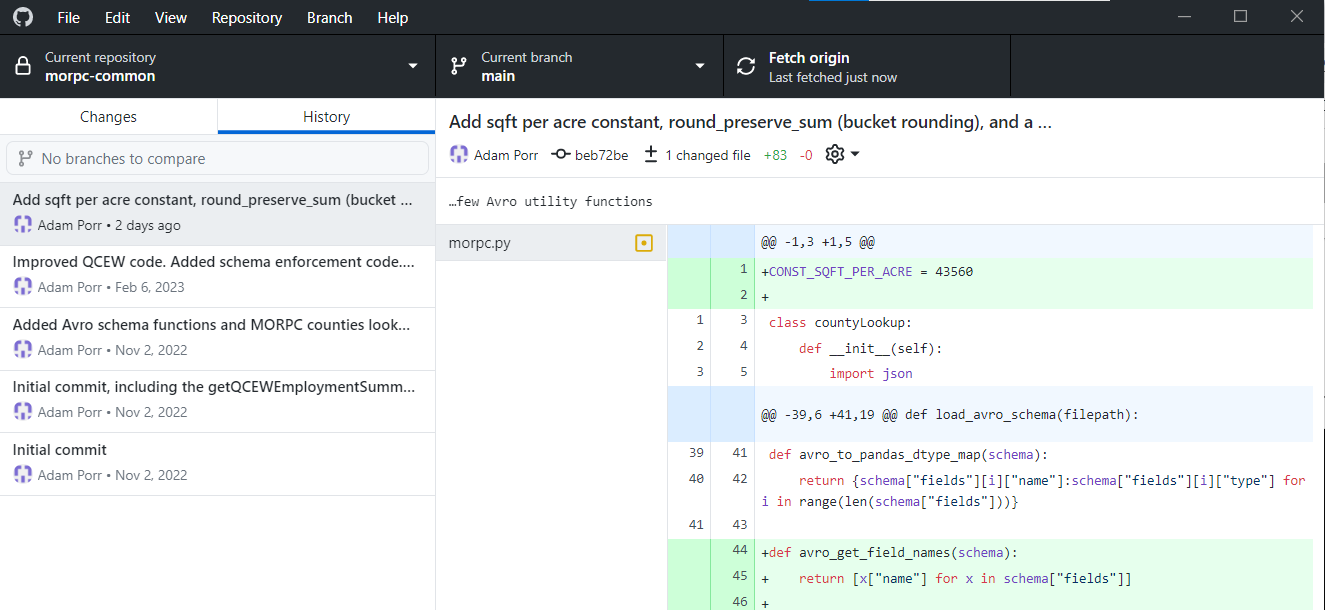 File Edit View Repository Branch Help
Current repository
morpc-common
Current branch
main
Fetch origin
Last fetched just now
Changes
History
No branches to compare
Add sqft per acre constant, round_preserve_sum (bucket ...
Adam Porr • 2 days ago
Improved QCEW code. Added schema enforcement code....
Adam Porr • Feb 6, 2023
Added Avro schema functions and MORPC counties look...
Adam Porr • Nov 2, 2022
Initial commit, including the getQCEWEmploymentSumm...
Adam Porr • Nov 2, 2022
Initial commit
Adam Porr • Nov 2, 2022
Add sqft per acre constant, round_preserve_sum (bucket rounding), and a ...
Adam Porr beb72be 1 changed file +83 -0
…few Avro utility functions
morpc.py
@@ -1,3 +1,5 @@
1 +CONST_SQFT_PER_ACRE = 43560
2 +
1 3 class countyLookup:
2 4 def __init__(self):
3 5 import json
@@ -39,6 +41,19 @@ def load_avro_schema(filepath):
39 41 def avro_to_pandas_dtype_map(schema):
40 42 return {schema["fields"][i]["name"]:schema["fields"][i]["type"] for
i in range(len(schema["fields"]))}
41 43
44 +def avro_get_field_names(schema):
45 + return [x["name"] for x in schema["fields"]]
46 +